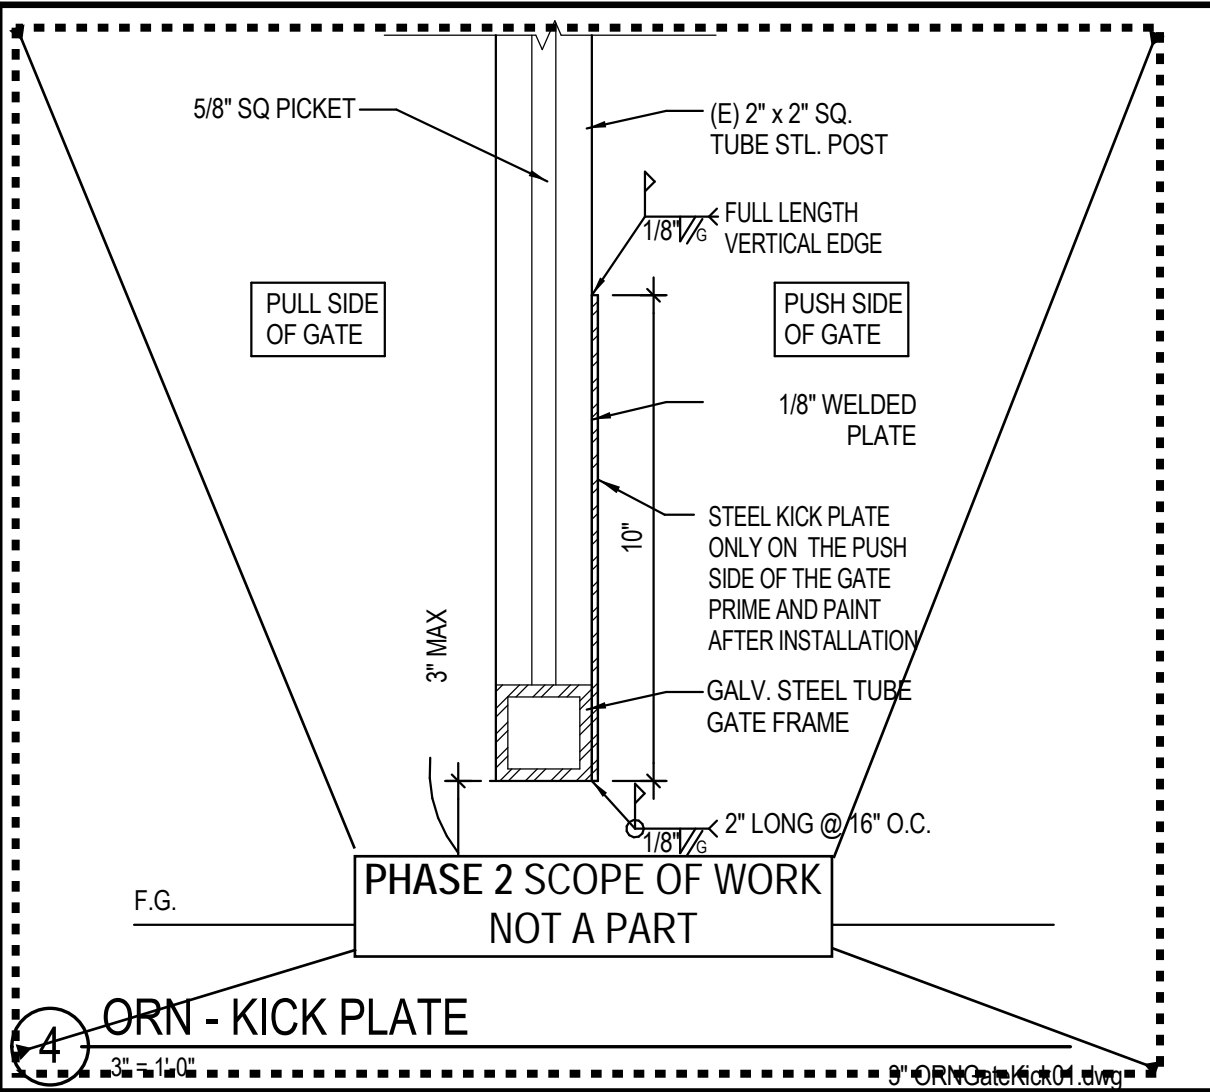 5/8" SQ PICKET
(E) 2" x 2" SQ.
TUBE STL. POST
1/8"
G
FULL LENGTH
VERTICAL EDGE
PULL SIDE
OF GATE
PUSH SIDE
OF GATE
1/8" WELDED
PLATE
10"
STEEL KICK PLATE
ONLY ON THE PUSH
SIDE OF THE GATE
PRIME AND PAINT
AFTER INSTALLATION
3" MAX
GALV. STEEL TUBE
GATE FRAME
1/8"
G
2" LONG @ 16" O.C.
PHASE 2 SCOPE OF WORK
NOT A PART
F.G.
4
ORN - KICK PLATE
3" = 1'-0"
9" ORNGateKick01.dwg